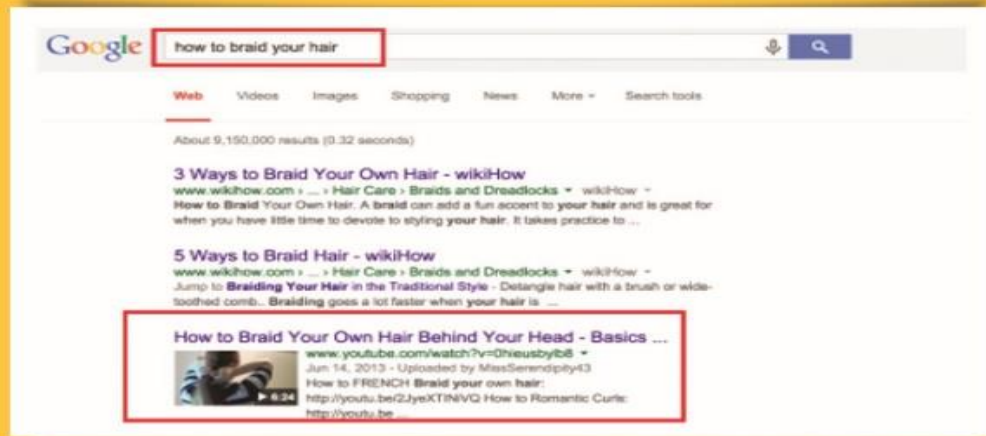 Google how to braid your hair
Web Videos Images Shopping News More Search tools
About 9,150,000 results (0.32 seconds)
3 Ways to Braid Your Own Hair - wikiHow
www.wikihow.com › ... › Hair Care › Braids and Dreadlocks ▾ wikiHow ▾
How to Braid Your Own Hair. A braid can add a fun accent to your hair and is great for
when you have little time to devote to styling your hair. It takes practice to ...
5 Ways to Braid Hair - wikiHow
www.wikihow.com › ... › Hair Care › Braids and Dreadlocks ▾ wikiHow ▾
Jump to Braiding Your Hair in the Traditional Style - Detangle hair with a brush or wide-
toothed comb.. Braiding goes a lot faster when your hair is ...
How to Braid Your Own Hair Behind Your Head - Basics ...
Jun 14, 2013 - Uploaded by MissSerendipity43
6:24
How to FRENCH Braid your own hair:
How to Romantic Curls:
http://youtu.be ...